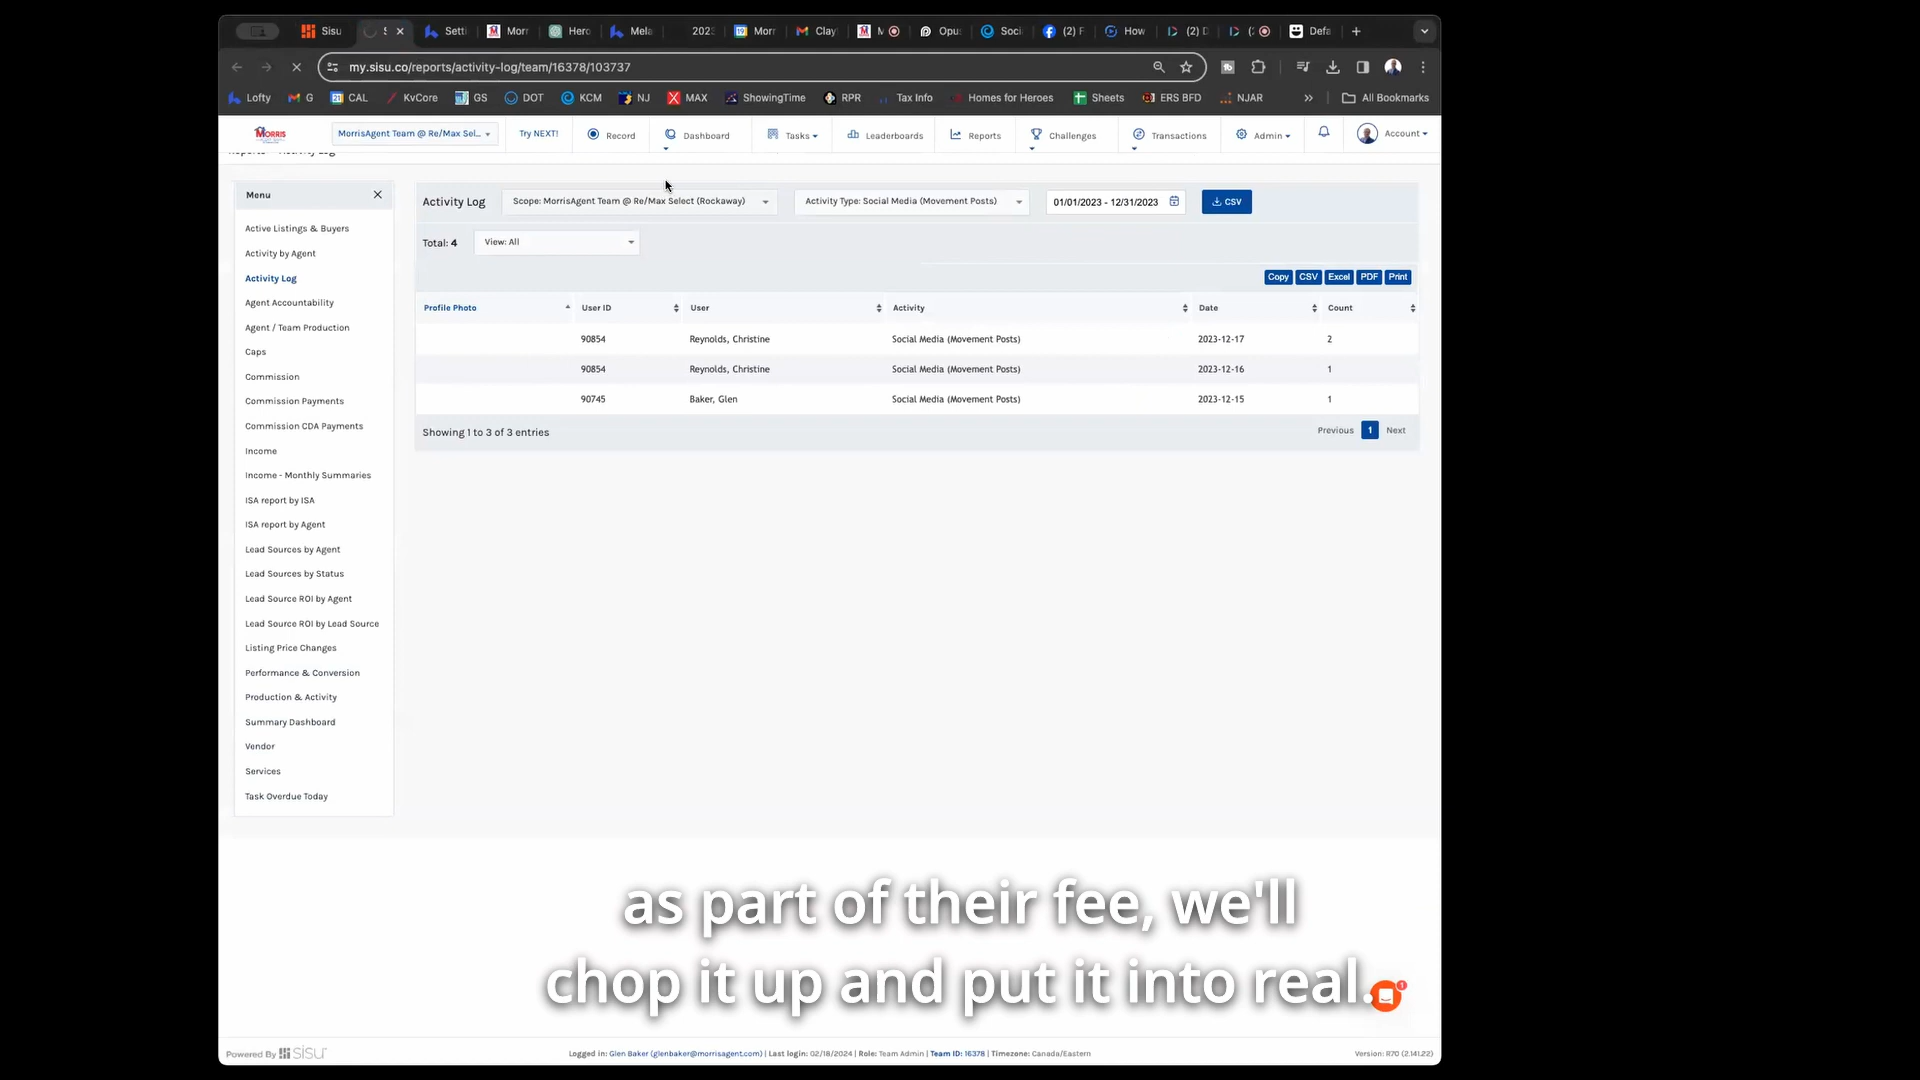 Sisu
S
Setti
Morr
Hero
Mela
2023
Morr
Clay
M
Opu
Soci
(2) F
How
(2) D
(2
Defa
my.sisu.co/reports/activity-log/team/16378/103737
Lofty
G
CAL
KvCore
GS
DOT
KCM
NJ
MAX
ShowingTime
RPR
Tax Info
Homes for Heroes
Sheets
ERS BFD
NJAR
All Bookmarks
MORRIS
MorrisAgent Team @ Re/Max Sel...
Try NEXT!
Record
Dashboard
Tasks
Leaderboards
Reports
Challenges
Transactions
Admin
Account
Menu
Active Listings & Buyers
Activity by Agent
Activity Log
Agent Accountability
Agent / Team Production
Caps
Commission
Commission Payments
Commission CDA Payments
Income
Income - Monthly Summaries
ISA report by ISA
ISA report by Agent
Lead Sources by Agent
Lead Sources by Status
Lead Source ROI by Agent
Lead Source ROI by Lead Source
Listing Price Changes
Performance & Conversion
Production & Activity
Summary Dashboard
Vendor
Services
Task Overdue Today
Activity Log
Scope: MorrisAgent Team @ Re/Max Select (Rockaway)
Activity Type: Social Media (Movement Posts)
01/01/2023 - 12/31/2023
CSV
Total: 4
View: All
Copy CSV Excel PDF Print
Profile Photo User ID User Activity Date Count
90854 Reynolds, Christine Social Media (Movement Posts) 2023-12-17 2
90854 Reynolds, Christine Social Media (Movement Posts) 2023-12-16 1
90745 Baker, Glen Social Media (Movement Posts) 2023-12-15 1
Showing 1 to 3 of 3 entries
Previous 1 Next
as part of their fee, we'll
chop it up and put it into real.
1
Powered By sisu
Logged in: Glen Baker (glenbaker@morrisagent.com) | Last login: 02/18/2024 | Role: Team Admin | Team ID: 16378 | Timezone: Canada/Eastern
Version: R70 (2.141.22)